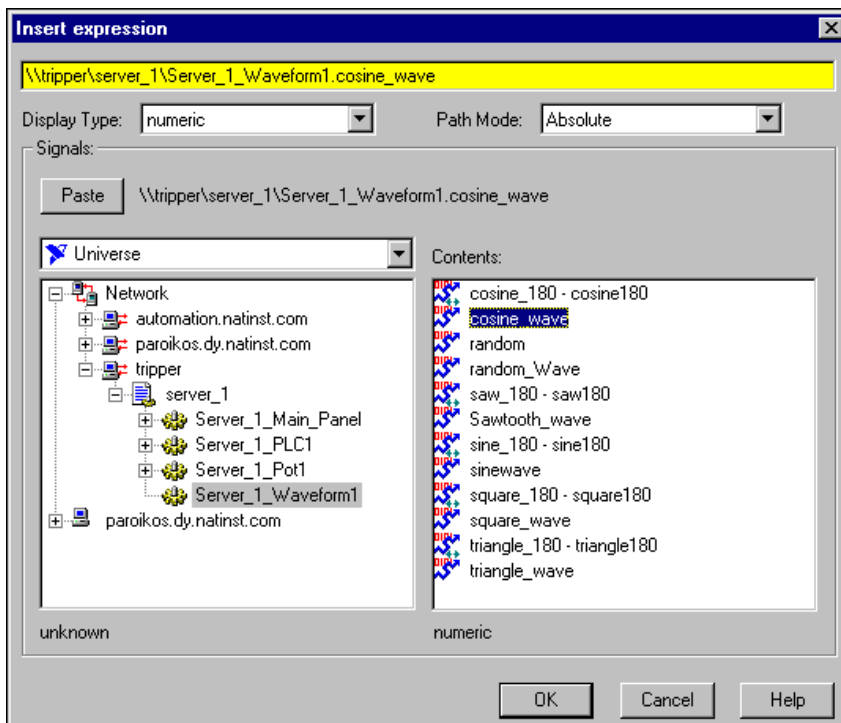 Insert expression
\\tripper\server_1\Server_1_Waveform1.cosine_wave
Display Type: numeric Path Mode: Absolute
Signals:
Paste \\tripper\server_1\Server_1_Waveform1.cosine_wave
Universe
Contents:
Network
automation.natinst.com
paroikos.dy.natinst.com
tripper
server_1
Server_1_Main_Panel
Server_1_PLC1
Server_1_Pot1
Server_1_Waveform1
paroikos.dy.natinst.com
unknown
cosine_180 - cosine180
cosine_wave
random
random_Wave
saw_180 - saw180
Sawtooth_wave
sine_180 - sine180
sinewave
square_180 - square180
square_wave
triangle_180 - triangle180
triangle_wave
numeric
OK Cancel Help